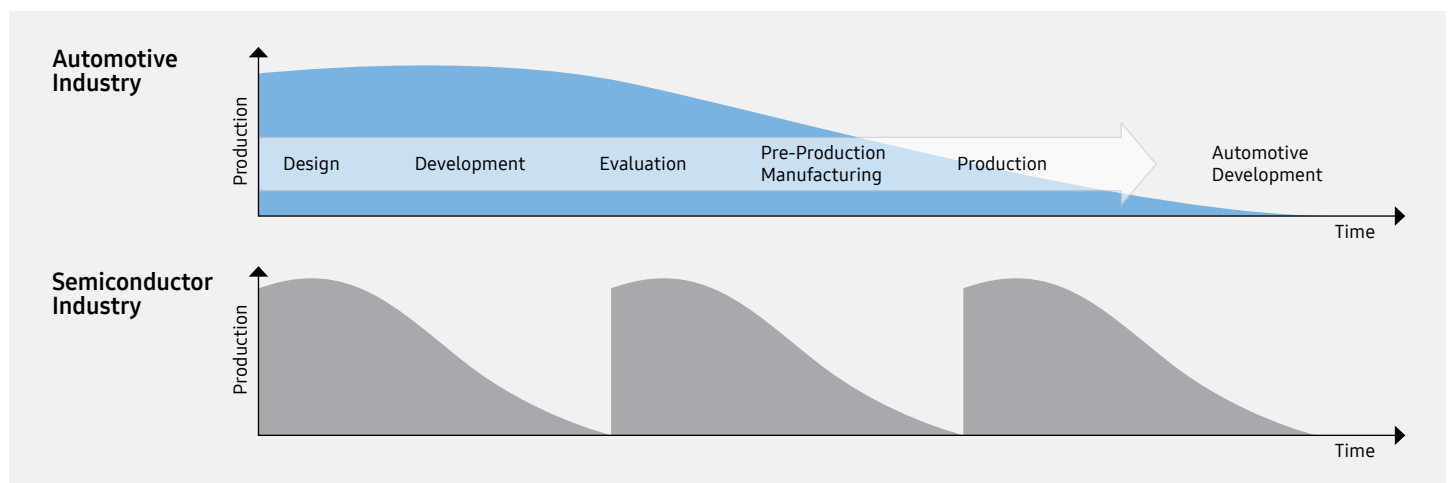 Automotive
Industry
Production
Design
Development
Evaluation
Pre-Production
Manufacturing
Production
Automotive
Development
Time
Semiconductor
Industry
Production
Time